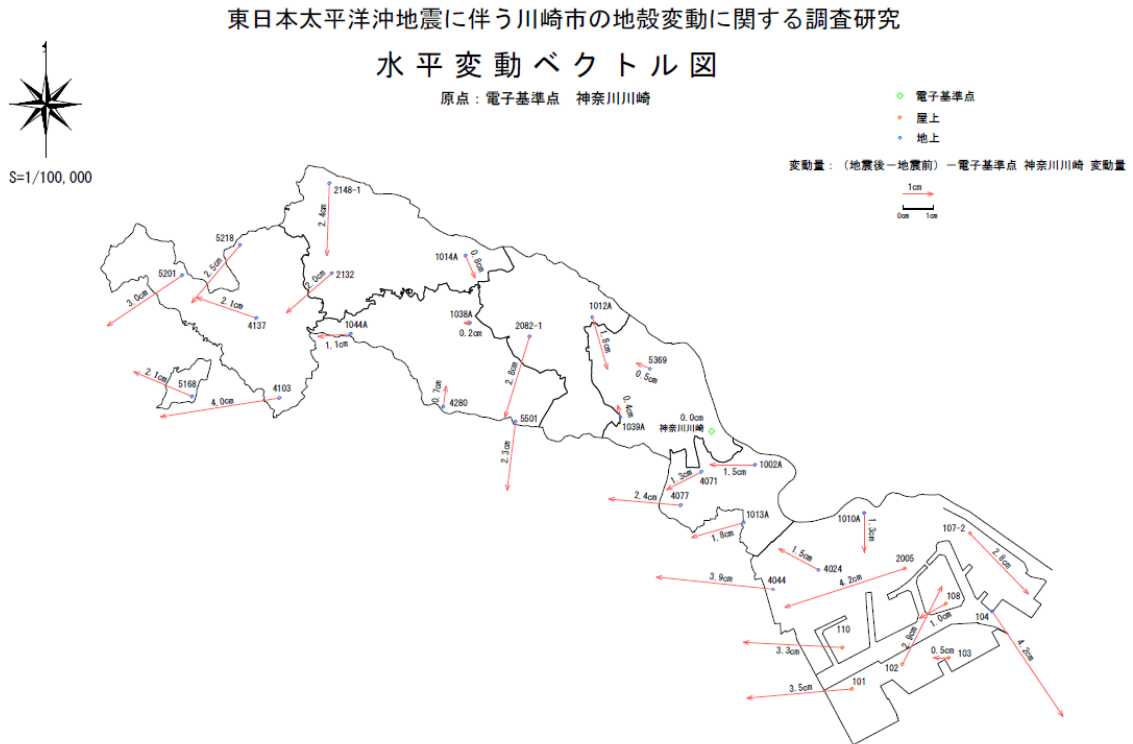 東日本太平洋沖地震に伴う川崎市の地殻変動に関する調査研究
水平変動ベクトル図
原点：電子基準点 神奈川川崎
電子基準点
屋上
地上
S=1/100,000
変動量：（地震後－地震前）－電子基準点 神奈川川崎 変動量
1cm
0cm 1cm
2148-1
2.4cm
5218
2.5cm
1014A
0.8cm
5201
3.0cm
2132
2.0cm
2.1cm
4137
1044A
1.1cm
1038A
0.2cm
2082-1
2.8cm
1012A
1.8cm
5369
0.5cm
2.1cm
5168
4103
4.0cm
0.7cm
4280
5501
2.3cm
0.4cm
1039A
0.0cm
神奈川川崎
1002A
1.5cm
1.3cm
4071
2.4cm
4077
1013A
1.8cm
1010A
1.3cm
107-2
2.8cm
1.5cm
4024
2005
4.2cm
3.9cm
4044
108
1.0cm
104
4.2cm
110
3.3cm
2.9cm
102
0.5cm
103
101
3.5cm